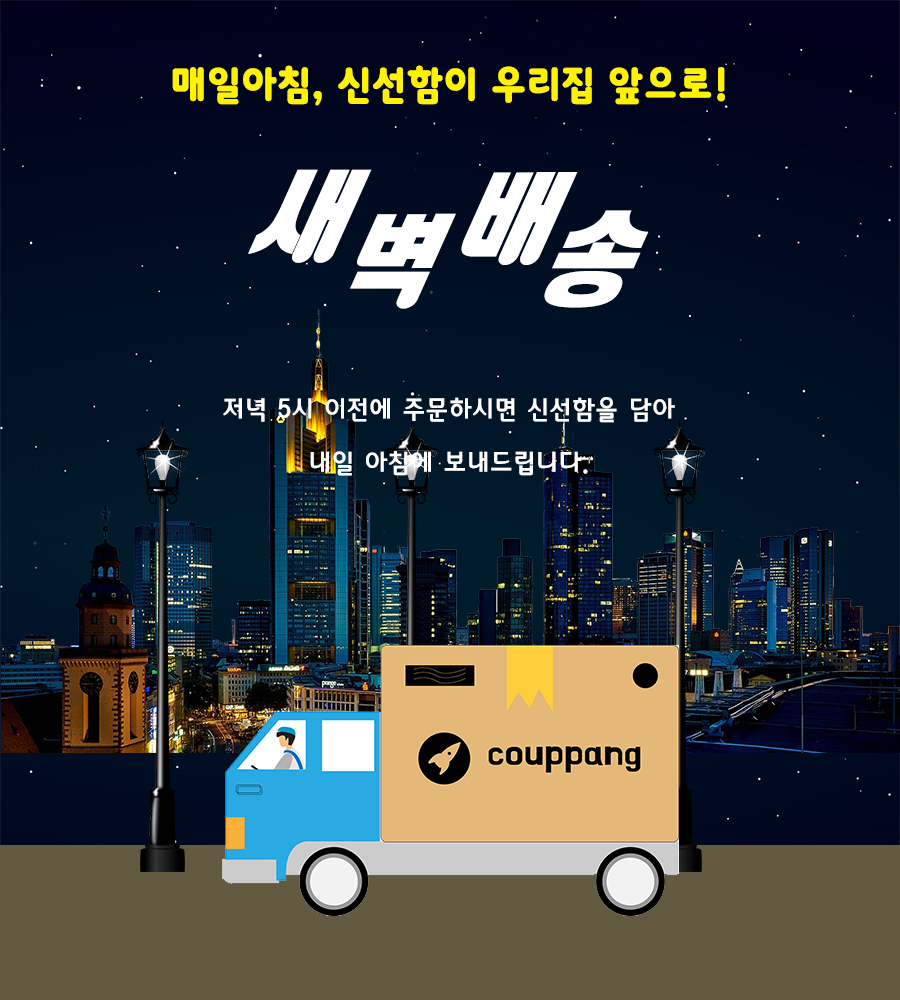 매일아침, 신선함이 우리집 앞으로!
새벽배송
저녁 5시 이전에 주문하시면 신선함을 담아
내일 아침에 보내드립니다.
couppang